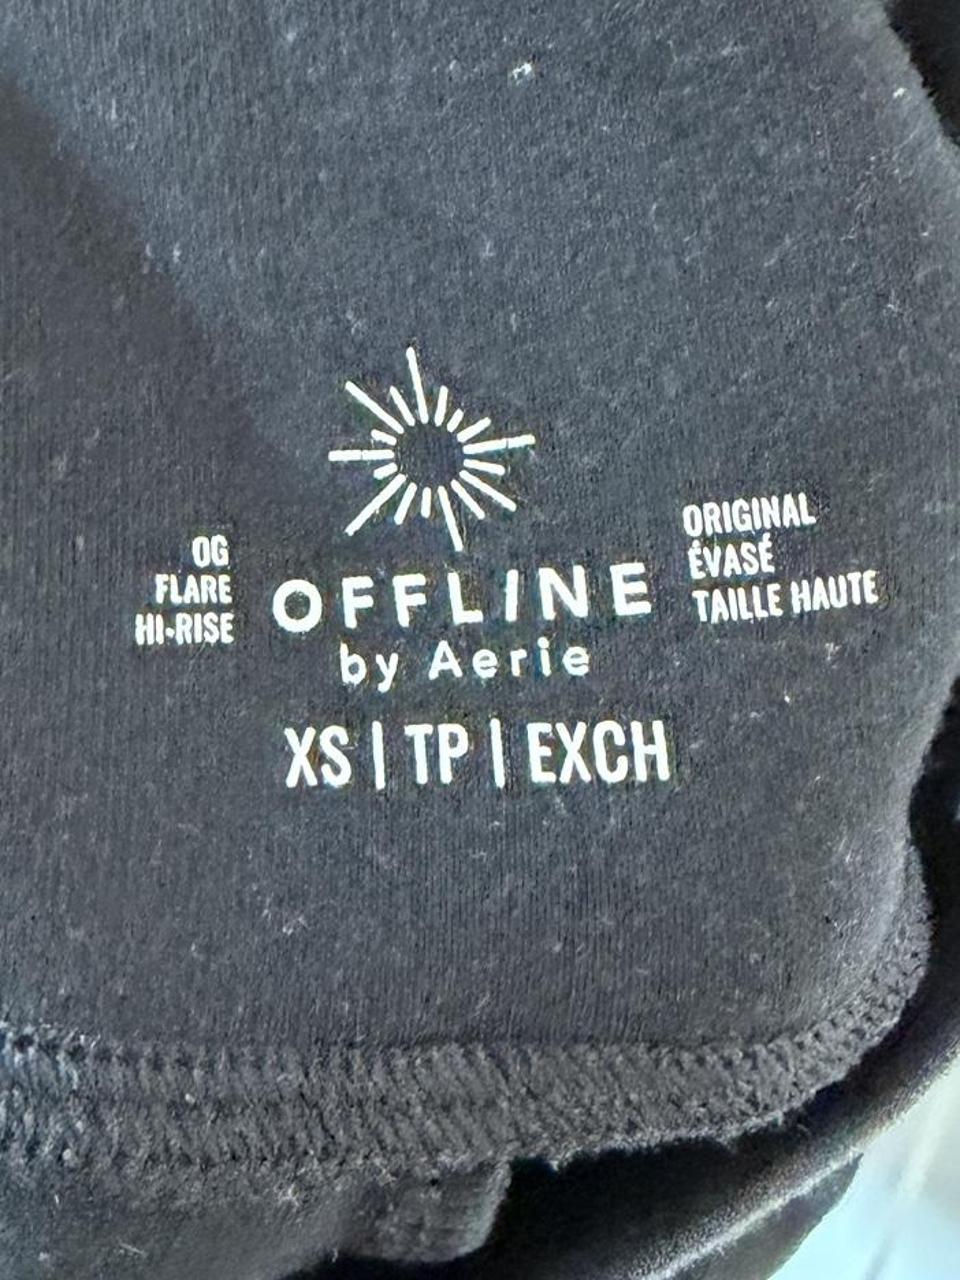 OG
FLARE
HI-RISE
OFFLINE
by Aerie
ORIGINAL
ÉVASÉ
TAILLE HAUTE
XS | TP | EXCH